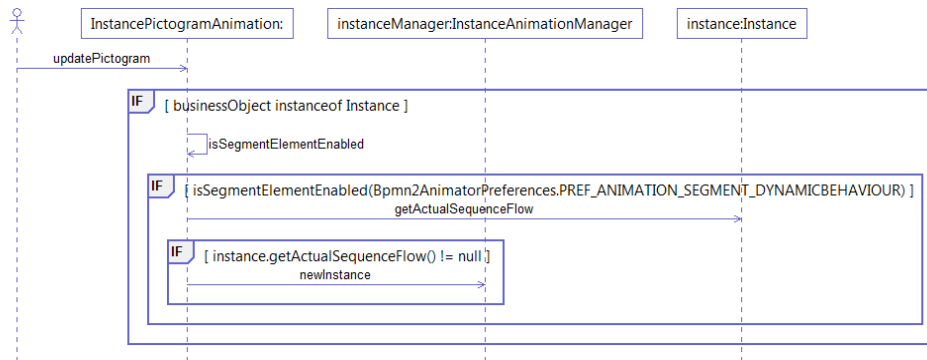 InstancePictogramAnimation:
instanceManager:InstanceAnimationManager
instance:Instance
updatePictogram
IF [ businessObject instanceof Instance ]
isSegmentElementEnabled
IF [ isSegmentElementEnabled(Bpmn2AnimatorPreferences.PREF_ANIMATION_SEGMENT_DYNAMICBEHAVIOUR) ]
getActualSequenceFlow
IF [ instance.getActualSequenceFlow() != null ]
newInstance